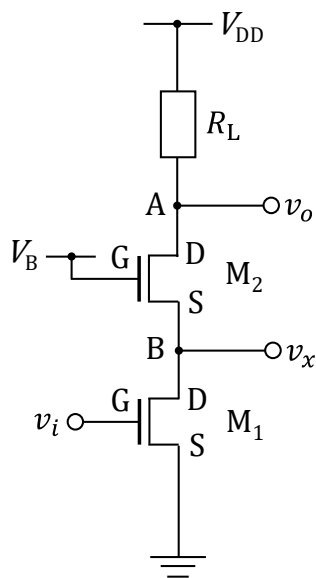 V_DD
R_L
A v_o
V_B G D
M_2
S
B v_x
G D
v_i M_1
S